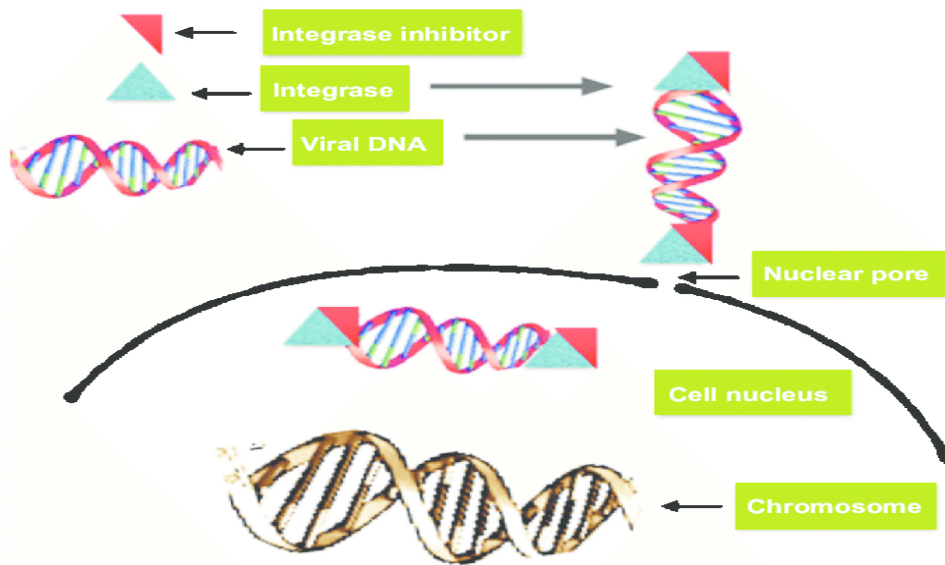 Integrase inhibitor
Integrase
Viral DNA
Nuclear pore
Cell nucleus
Chromosome